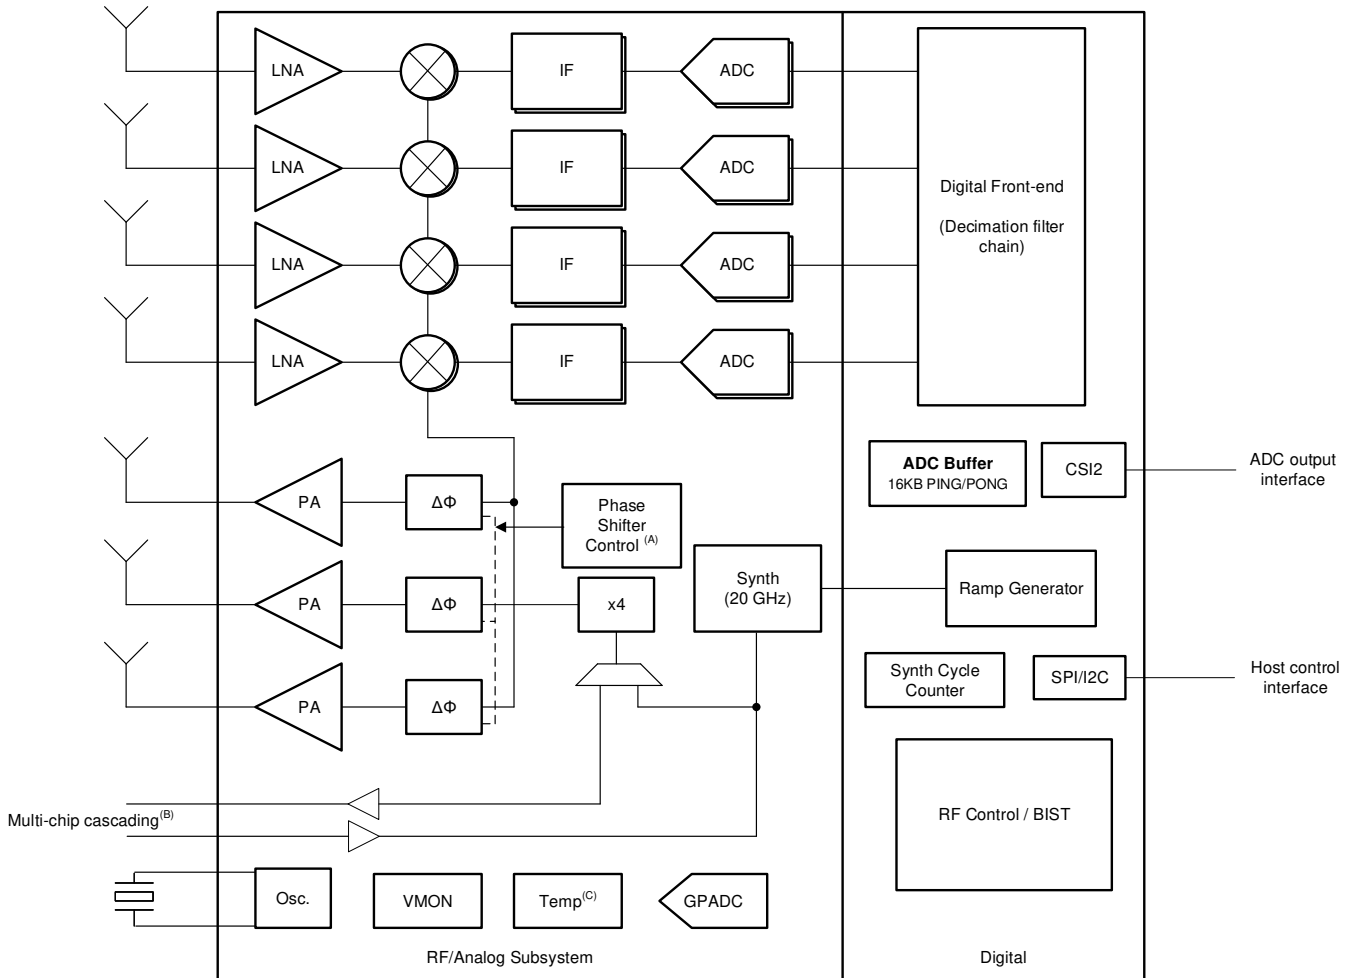 LNA
IF
ADC
LNA
IF
ADC
LNA
IF
ADC
LNA
IF
ADC
Digital Front-end
(Decimation filter
chain)
PA
ΔΦ
Phase
Shifter
Control (A)
ADC Buffer
16KB PING/PONG
CSI2
ADC output
interface
PA
ΔΦ
x4
Synth
(20 GHz)
Ramp Generator
PA
ΔΦ
Synth Cycle
Counter
SPI/I2C
Host control
interface
Multi-chip cascading(B)
RF Control / BIST
Osc.
VMON
Temp(C)
GPADC
RF/Analog Subsystem
Digital